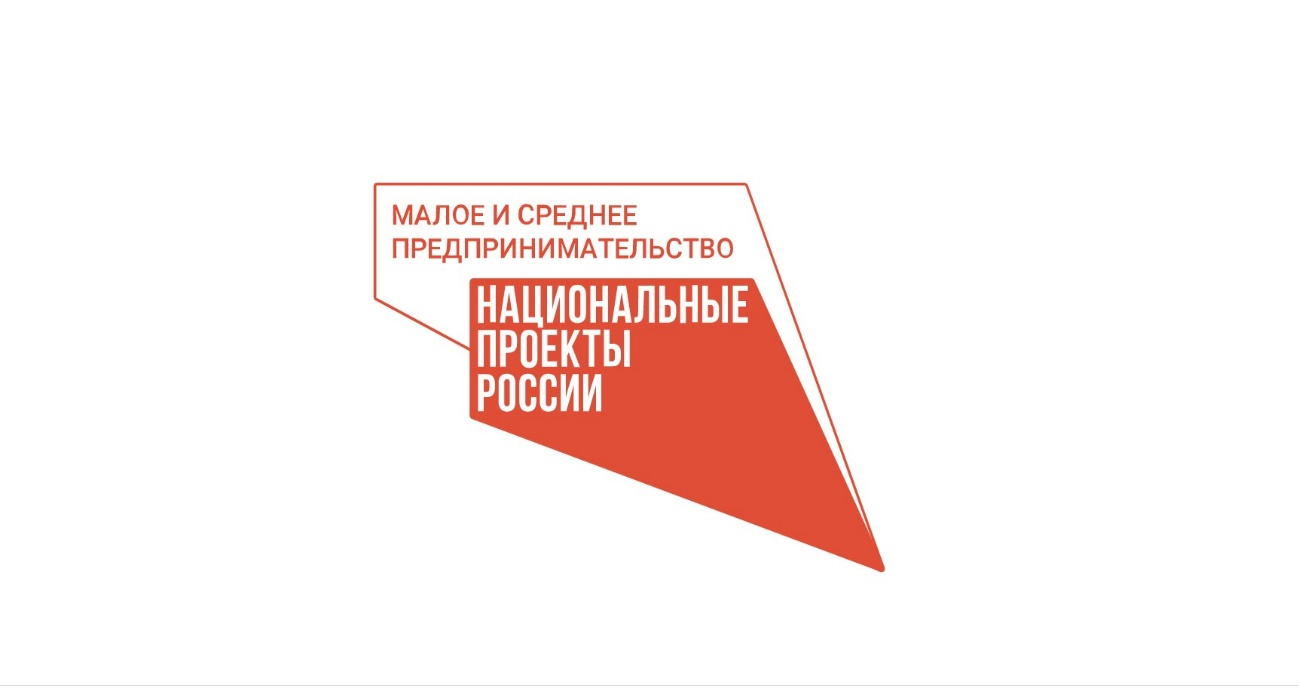 МАЛОЕ И СРЕДНЕЕ
ПРЕДПРИНИМАТЕЛЬСТВО
НАЦИОНАЛЬНЫЕ
ПРОЕКТЫ
РОССИИ